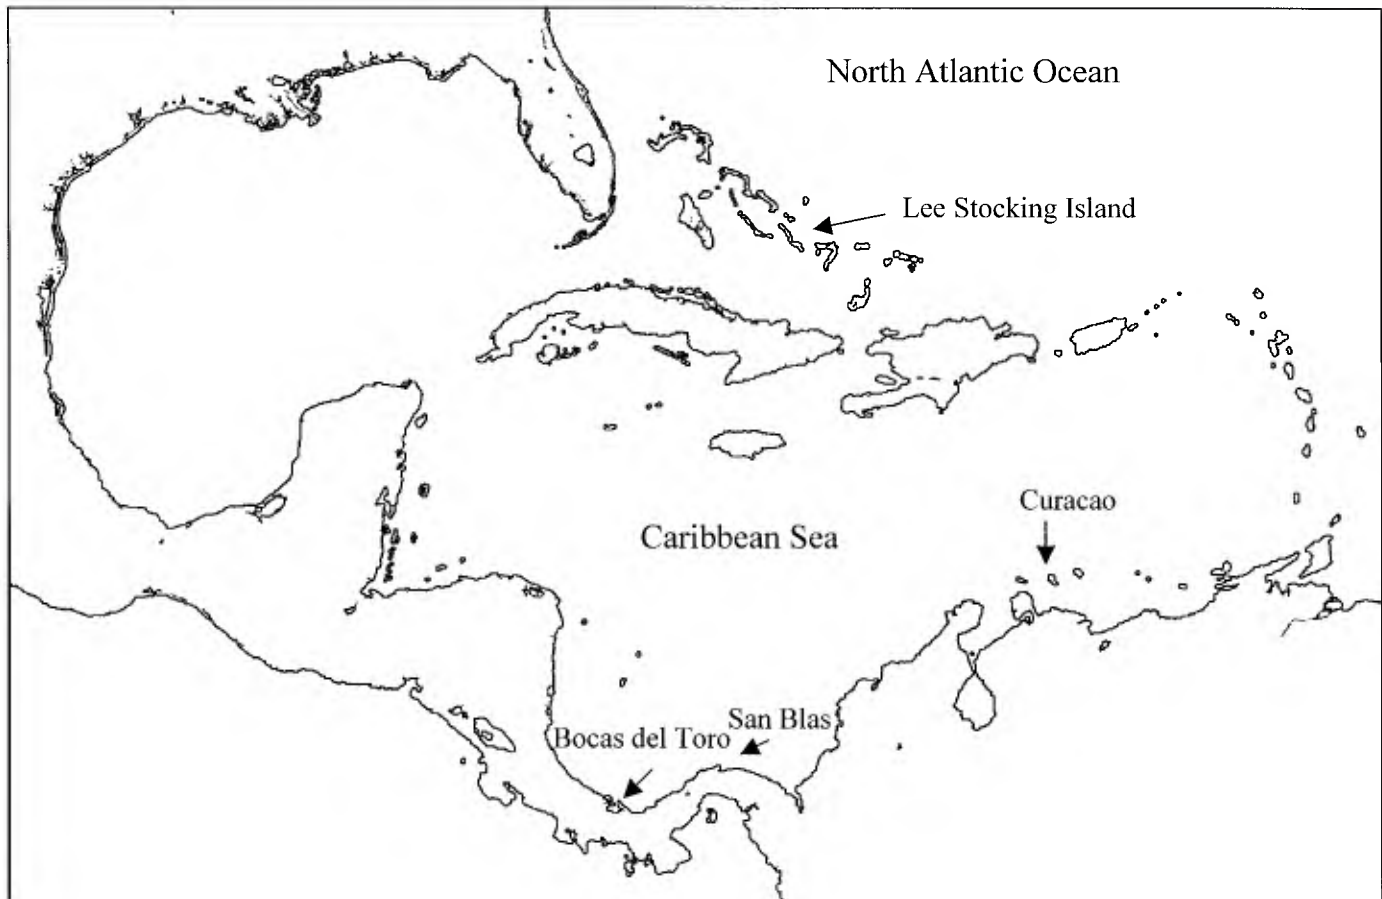 North Atlantic Ocean
Lee Stocking Island
Curacao
Caribbean Sea
San Blas
Bocas del Toro